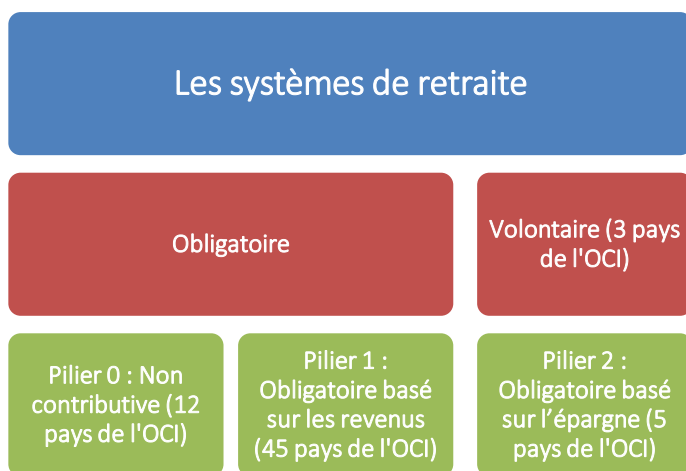 Les systèmes de retraite
Obligatoire
Volontaire (3 pays
de l'OCI)
Pilier 0 : Non
contributive (12
pays de l'OCI)
Pilier 1 :
Obligatoire basé
sur les revenus
(45 pays de l'OCI)
Pilier 2 :
Obligatoire basé
sur l’épargne (5
pays de l'OCI)